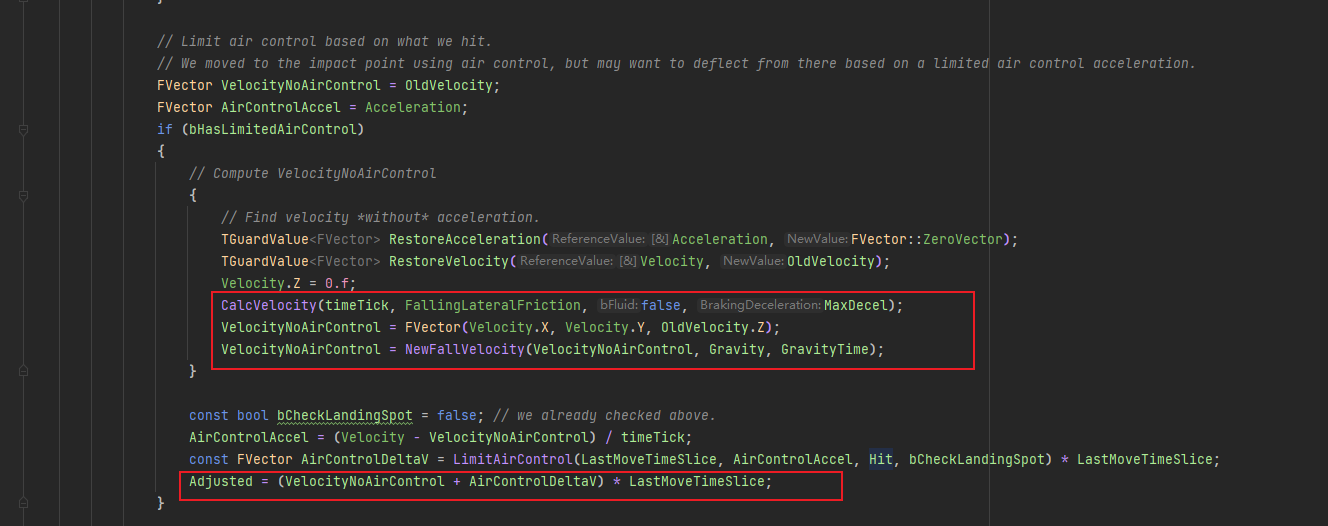 }
// Limit air control based on what we hit.
// We moved to the impact point using air control, but may want to deflect from there based on a limited air control acceleration.
FVector VelocityNoAirControl = OldVelocity;
FVector AirControlAccel = Acceleration;
if (bHasLimitedAirControl)
{
// Compute VelocityNoAirControl
{
// Find velocity *without* acceleration.
TGuardValue<FVector> RestoreAcceleration( ReferenceValue: [&] Acceleration, NewValue: FVector::ZeroVector);
TGuardValue<FVector> RestoreVelocity( ReferenceValue: [&] Velocity, NewValue: OldVelocity);
Velocity.Z = 0.f;
CalcVelocity(timeTick, FallingLateralFriction, bFluid: false, BrakingDeceleration: MaxDecel);
VelocityNoAirControl = FVector(Velocity.X, Velocity.Y, OldVelocity.Z);
VelocityNoAirControl = NewFallVelocity(VelocityNoAirControl, Gravity, GravityTime);
}
const bool bCheckLandingSpot = false; // we already checked above.
AirControlAccel = (Velocity - VelocityNoAirControl) / timeTick;
const FVector AirControlDeltaV = LimitAirControl(LastMoveTimeSlice, AirControlAccel, Hit, bCheckLandingSpot) * LastMoveTimeSlice;
Adjusted = (VelocityNoAirControl + AirControlDeltaV) * LastMoveTimeSlice;
}